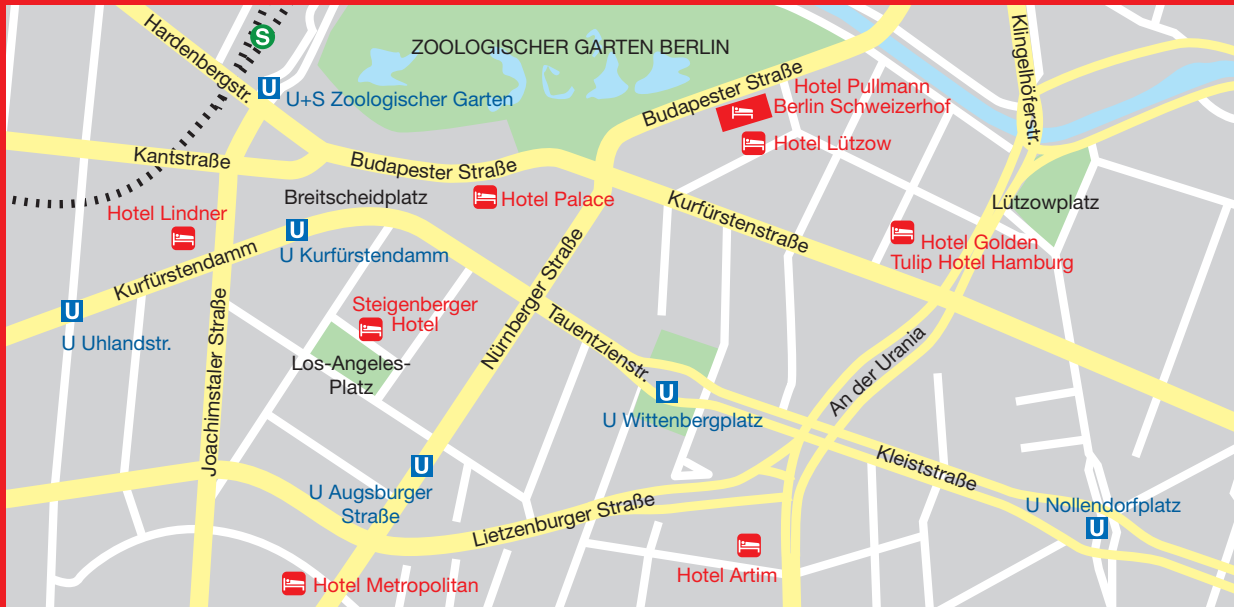 Hardenbergstr.
S
ZOOLOGISCHER GARTEN BERLIN
Klingelhöferstr.
U
U+S Zoologischer Garten
Budapester Straße
Hotel Pullmann
Berlin Schweizerhof
Hotel Lützow
Kantstraße
Budapester Straße
Breitscheidplatz
Hotel Palace
Kurfürstenstraße
Lützowplatz
Hotel Lindner
U
U Kurfürstendamm
Kurfürstendamm
Hotel Golden
Tulip Hotel Hamburg
U
U Uhlandstr.
Joachimstaler Straße
Steigenberger
Hotel
Los-Angeles-
Platz
Nürnberger Straße
Tauentzienstr.
An der Urania
U
U Wittenbergplatz
Kleiststraße
U
U Augsburger
Straße
Lietzenburger Straße
U Nollendorfplatz
U
Hotel Metropolitan
Hotel Artim